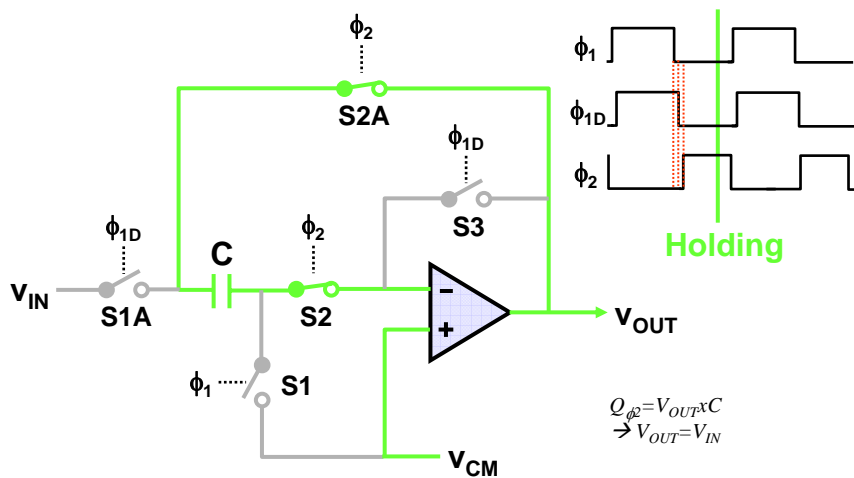 ϕ2
S2A
ϕ1
ϕ1D
ϕ2
Holding
ϕ1D
S3
ϕ1D
C
ϕ2
VIN
S1A
S2
−
+
VOUT
ϕ1
S1
VCM
Qϕ2=VOUTxC
→ VOUT=VIN